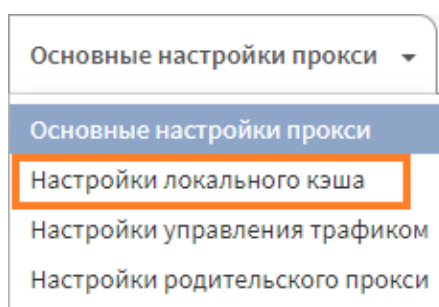 Основные настройки прокси
Основные настройки прокси
Настройки локального кэша
Настройки управления трафиком
Настройки родительского прокси